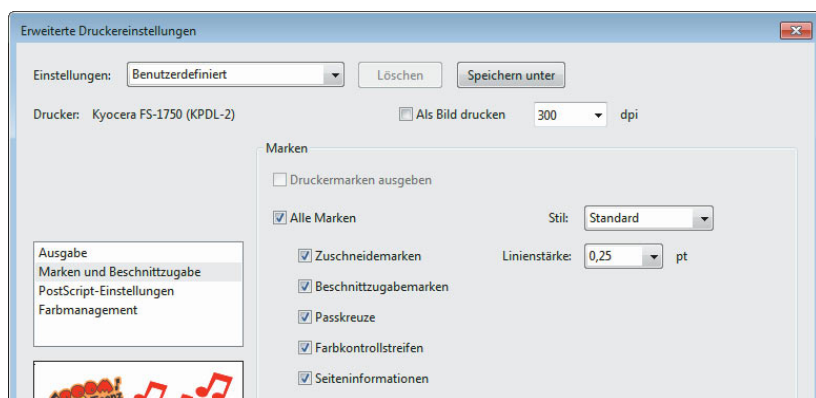 Erweiterte Druckereinstellungen
Einstellungen: Benutzerdefiniert Löschen Speichern unter
Drucker: Kyocera FS-1750 (KPDL-2) Als Bild drucken 300 dpi
Marken
Druckermarken ausgeben
Alle Marken Stil: Standard
Ausgabe
Marken und Beschnittzugabe
PostScript-Einstellungen
Farbmanagement
Zuschneidemarken Linienstärke: 0,25 pt
Beschnittzugabemarken
Passkreuze
Farbkontrollstreifen
Seiteninformationen